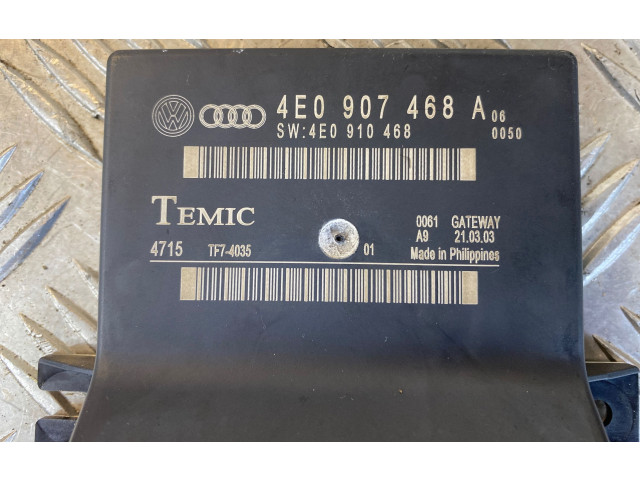 4E0 907 468 A 06
SW:4E0 910 468 0050
TEMIC
0061 GATEWAY
A9 21.03.03
4715 TF7-4035 01 Made in Philippines